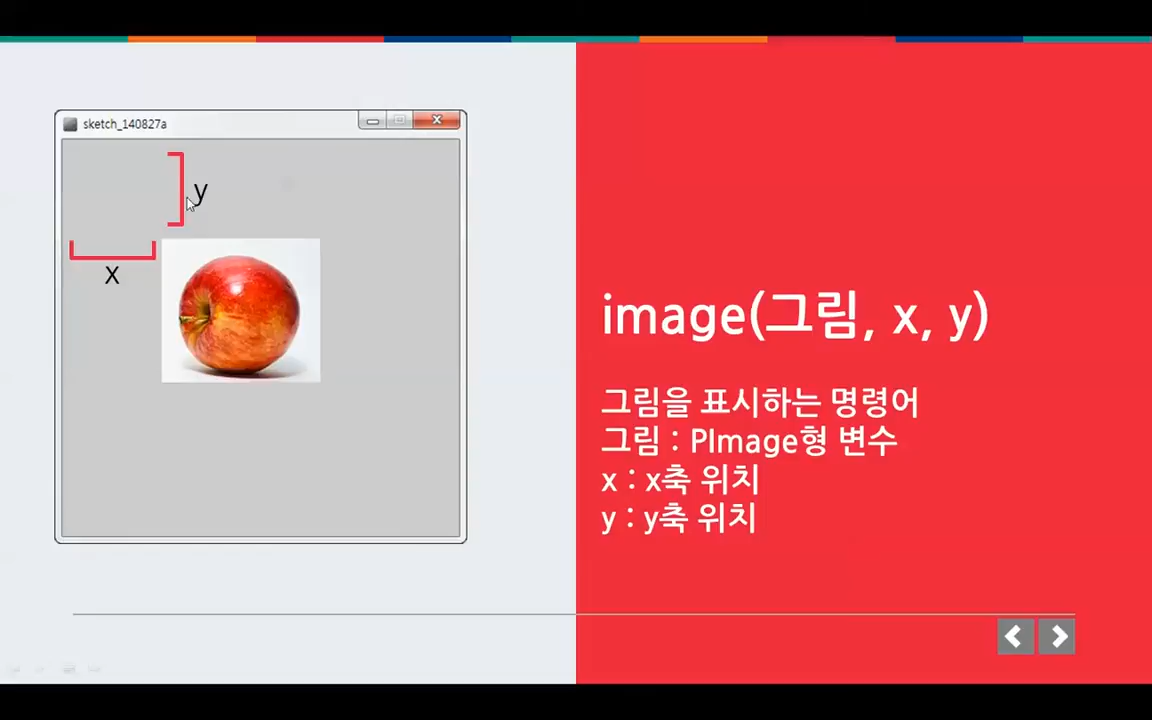 sketch_140827a
y
x
image(그림, x, y)
그림을 표시하는 명령어
그림 : PImage형 변수
x : x축 위치
y : y축 위치